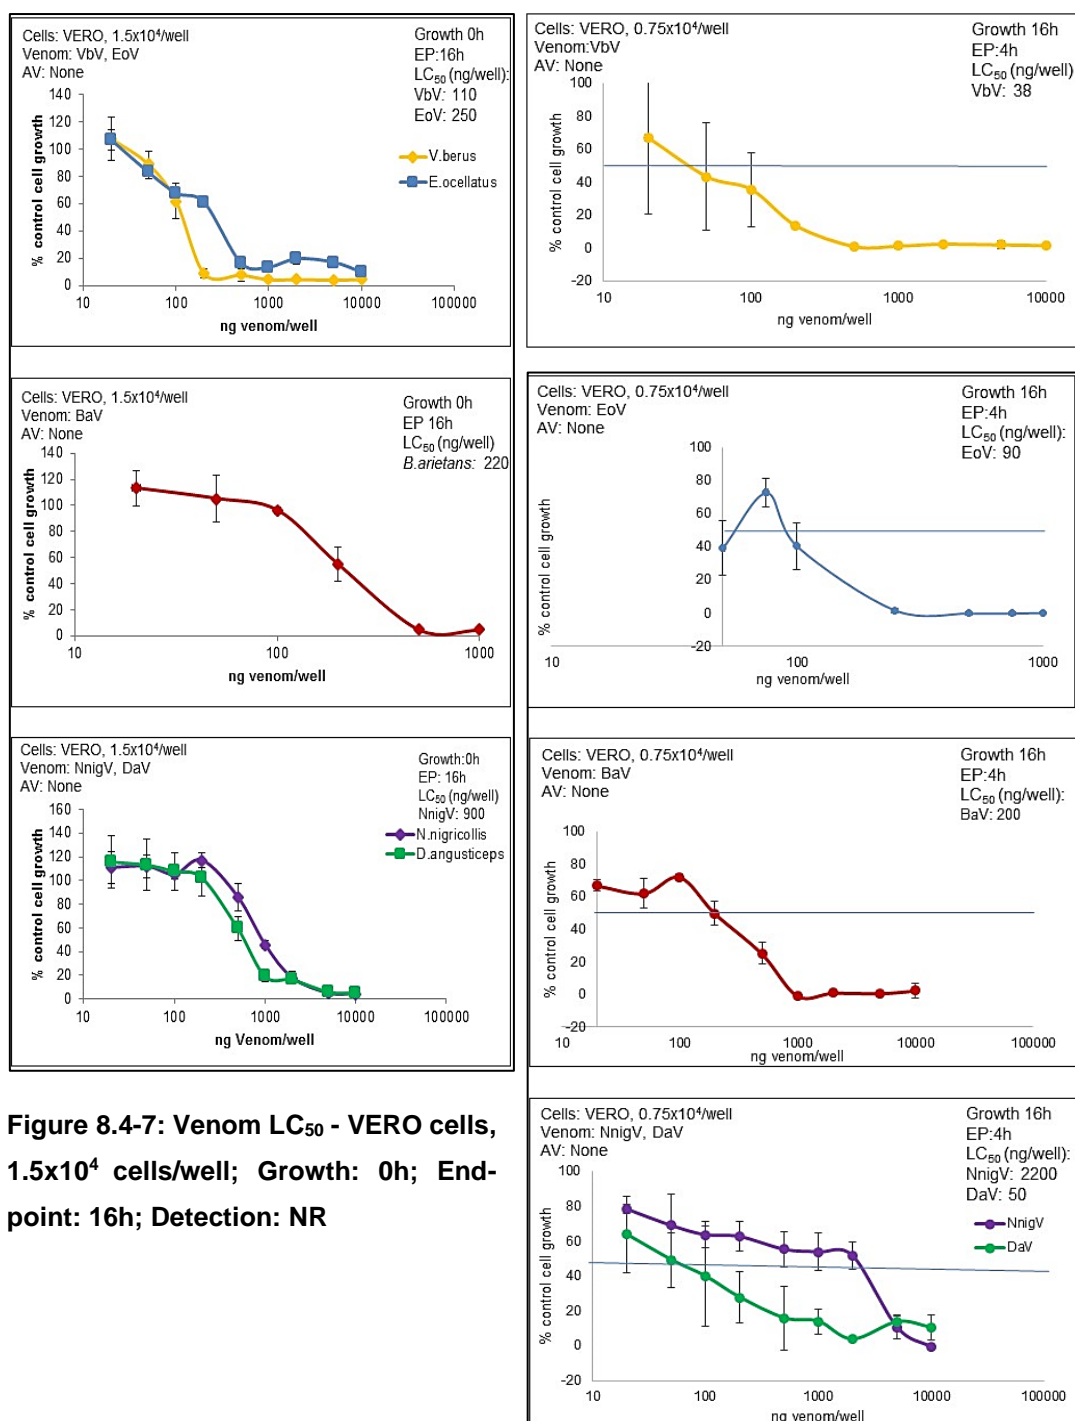 Cells: VERO, 1.5x10⁴/well
Venom: VbV, EoV
AV: None
Growth 0h
EP:16h
LC₅₀ (ng/well):
VbV: 110
EoV: 250
140
120
100
80
60
40
20
0
% control cell growth
10
100
1000
10000
100000
ng venom/well
V.berus
E.ocellatus
Cells: VERO, 1.5x10⁴/well
Venom: BaV
AV: None
Growth 0h
EP 16h
LC₅₀ (ng/well)
B.arietans: 220
140
120
100
80
60
40
20
0
% control cell growth
10
100
1000
ng venom/well
Cells: VERO, 1.5x10⁴/well
Venom: NnigV, DaV
AV: None
Growth:0h
EP: 16h
LC₅₀ (ng/well)
NnigV: 900
N.nigricollis
D.angusticeps
160
140
120
100
80
60
40
20
0
% control cell growth
10
100
1000
10000
100000
ng Venom/well
Figure 8.4-7: Venom LC₅₀ - VERO cells,
1.5x10⁴ cells/well; Growth: 0h; End-
point: 16h; Detection: NR
Cells: VERO, 0.75x10⁴/well
Venom:VbV
AV: None
Growth 16h
EP:4h
LC₅₀ (ng/well)
VbV: 38
100
80
60
40
20
0
-20
% control cell growth
10
100
1000
10000
ng venom/well
Cells: VERO, 0.75x10⁴/well
Venom: EoV
AV: None
Growth 16h
EP:4h
LC₅₀ (ng/well):
EoV: 90
100
80
60
40
20
0
-20
% control cell growth
10
100
1000
ng venom/well
Cells: VERO, 0.75x10⁴/well
Venom: BaV
AV: None
Growth 16h
EP:4h
LC₅₀ (ng/well):
BaV: 200
100
80
60
40
20
0
-20
% control cell growth
10
100
1000
10000
100000
ng venom/well
Cells: VERO, 0.75x10⁴/well
Venom: NnigV, DaV
AV: None
Growth 16h
EP:4h
LC₅₀ (ng/well):
NnigV: 2200
DaV: 50
NnigV
DaV
100
80
60
40
20
0
-20
% control cell growth
10
100
1000
10000
100000
ng venom/well